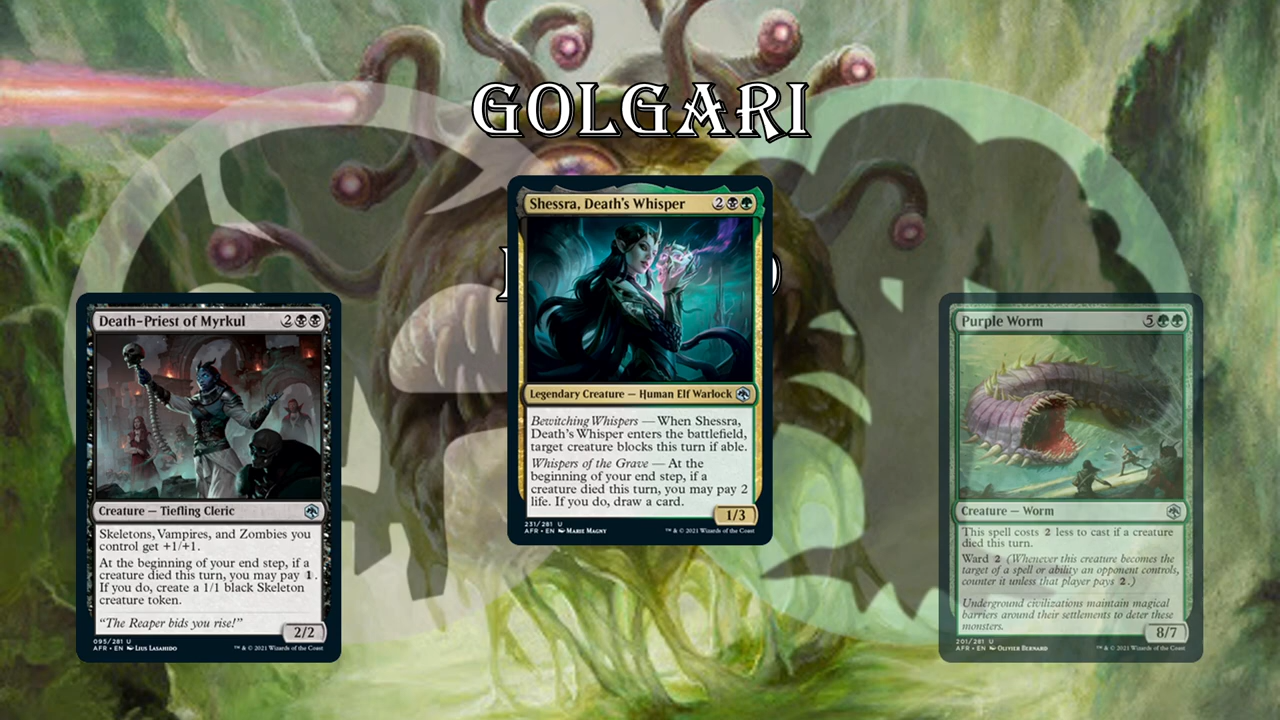 GOLGARI
Shessra, Death's Whisper 2
Legendary Creature — Human Elf Warlock
Bewitching Whispers — When Shessra,
Death's Whisper enters the battlefield,
target creature blocks this turn if able.
Whispers of the Grave — At the
beginning of your end step, if a
creature died this turn, you may pay 2
life. If you do, draw a card.
1/3
231/281 U
AFR • EN Marie Magny ™ & © 2021 Wizards of the Coast
Death-Priest of Myrkul 2
Creature — Tiefling Cleric
Skeletons, Vampires, and Zombies you
control get +1/+1.
At the beginning of your end step, if a
creature died this turn, you may pay 1.
If you do, create a 1/1 black Skeleton
creature token.
"The Reaper bids you rise!"
2/2
095/281 U
AFR • EN Lius Lasahido ™ & © 2021 Wizards of the Coast
Purple Worm 5
Creature — Worm
This spell costs 2 less to cast if a creature
died this turn.
Ward 2 (Whenever this creature becomes the
target of a spell or ability an opponent controls,
counter it unless that player pays 2.)
Underground civilizations maintain magical
barriers around their settlements to deter these
monsters.
8/7
201/281 U
AFR • EN Olivier Bernard ™ & © 2021 Wizards of the Coast